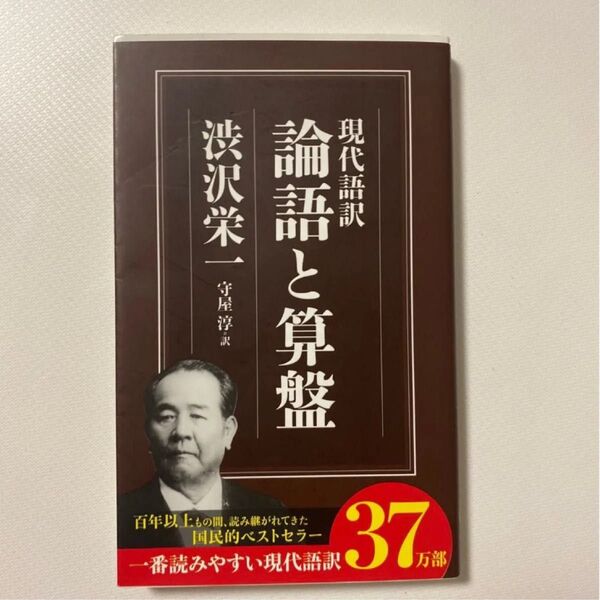 現代語訳
論語と算盤
渋沢栄一
守屋 淳=訳
百年以上もの間、読み継がれてきた
国民的ベストセラー
一番読みやすい現代語訳
37万部